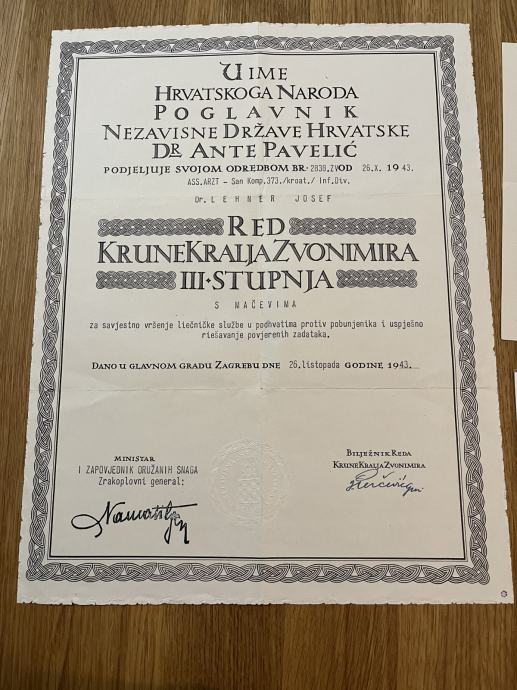 U IME
HRVATSKOGA NARODA
POGLAVNIK
NEZAVISNE DRŽAVE HRVATSKE
DR ANTE PAVELIĆ
PODJELJUJE SVOJOM ODREDBOM BR. 2838.ZV OD 26.X. 1943.
ASS.ARZT - San Komp.373./kroat./ Inf.Div.
Dr. LEHNER JOSEF
RED
KRUNE KRALJA ZVONIMIRA
III. STUPNJA
S MAČEVIMA
za savjestno vršenje liečničke službe u podhvatima protiv pobunjenika i uspješno
riešavanje povjerenih zadataka.
DANO U GLAVNOM GRADU ZAGREBU DNE 26.listopada GODINE 1943.
MINISTAR
I ZAPOVJEDNIK ORUŽANIH SNAGA
Zrakoplovni general:
BILJEŽNIK REDA
KRUNE KRALJA ZVONIMIRA